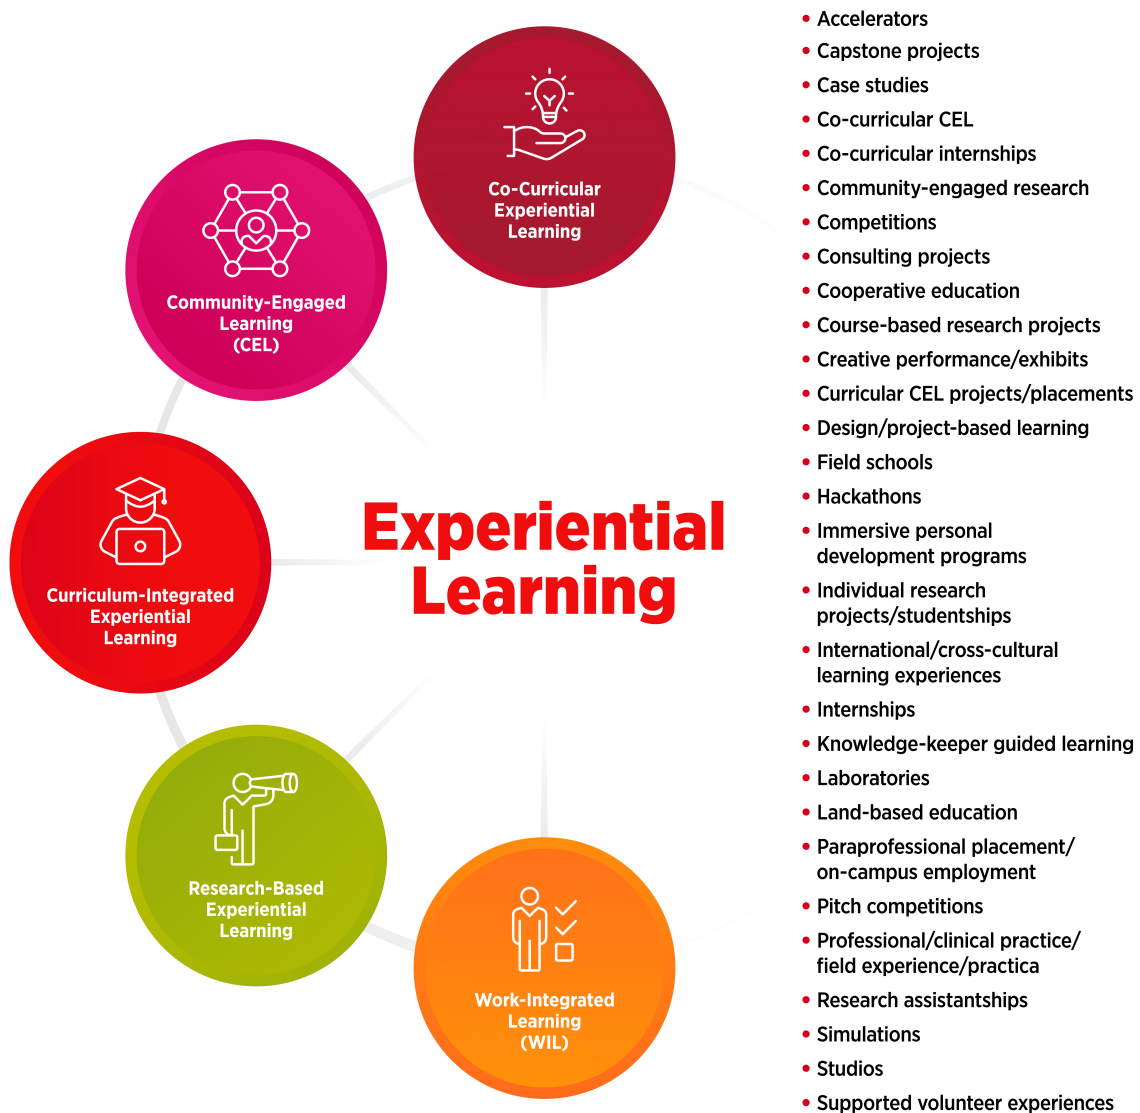 Co-Curricular
Experiential
Learning
Community-Engaged
Learning
(CEL)
Curriculum-Integrated
Experiential
Learning
Research-Based
Experiential
Learning
Work-Integrated
Learning
(WIL)
Experiential
Learning
• Accelerators
• Capstone projects
• Case studies
• Co-curricular CEL
• Co-curricular internships
• Community-engaged research
• Competitions
• Consulting projects
• Cooperative education
• Course-based research projects
• Creative performance/exhibits
• Curricular CEL projects/placements
• Design/project-based learning
• Field schools
• Hackathons
• Immersive personal
development programs
• Individual research
projects/studentships
• International/cross-cultural
learning experiences
• Internships
• Knowledge-keeper guided learning
• Laboratories
• Land-based education
• Paraprofessional placement/
on-campus employment
• Pitch competitions
• Professional/clinical practice/
field experience/practica
• Research assistantships
• Simulations
• Studios
• Supported volunteer experiences